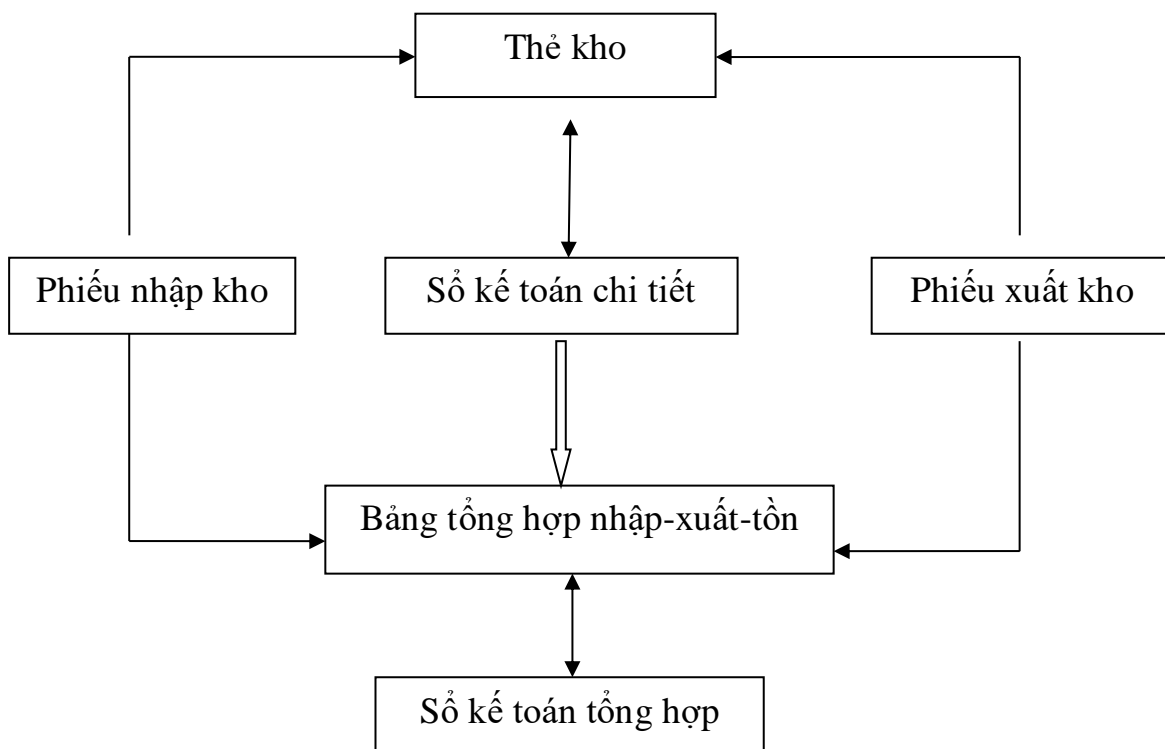 Thẻ kho
Phiếu nhập kho
Sổ kế toán chi tiết
Phiếu xuất kho
Bảng tổng hợp nhập-xuất-tồn
Sổ kế toán tổng hợp